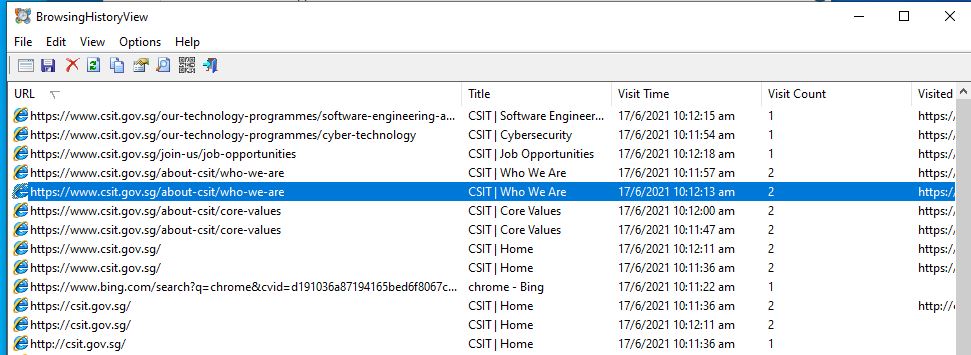 BrowsingHistoryView
File Edit View Options Help
URL Title Visit Time Visit Count Visited
https://www.csit.gov.sg/our-technology-programmes/software-engineering-a... CSIT | Software Engineer... 17/6/2021 10:12:15 am 1 https:/
https://www.csit.gov.sg/our-technology-programmes/cyber-technology CSIT | Cybersecurity 17/6/2021 10:11:54 am 1 https:/
https://www.csit.gov.sg/join-us/job-opportunities CSIT | Job Opportunities 17/6/2021 10:12:18 am 1 https:/
https://www.csit.gov.sg/about-csit/who-we-are CSIT | Who We Are 17/6/2021 10:11:57 am 2 https:/
https://www.csit.gov.sg/about-csit/who-we-are CSIT | Who We Are 17/6/2021 10:12:13 am 2 https:/
https://www.csit.gov.sg/about-csit/core-values CSIT | Core Values 17/6/2021 10:12:00 am 2 https:/
https://www.csit.gov.sg/about-csit/core-values CSIT | Core Values 17/6/2021 10:11:47 am 2 https:/
https://www.csit.gov.sg/ CSIT | Home 17/6/2021 10:12:11 am 2 https:/
https://www.csit.gov.sg/ CSIT | Home 17/6/2021 10:11:36 am 2 https:/
https://www.bing.com/search?q=chrome&cvid=d191036a87194165bed6f8067c... chrome - Bing 17/6/2021 10:11:22 am 1
https://csit.gov.sg/ CSIT | Home 17/6/2021 10:11:36 am 2 http://
https://csit.gov.sg/ CSIT | Home 17/6/2021 10:12:11 am 2
http://csit.gov.sg/ CSIT | Home 17/6/2021 10:11:36 am 1